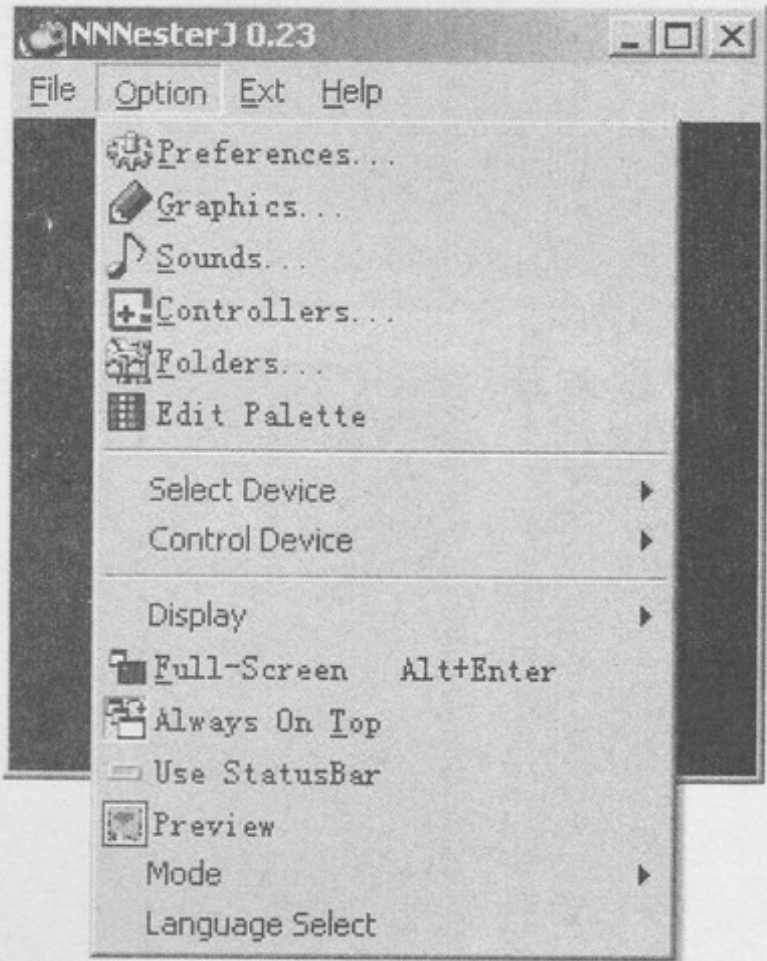 NNNesterJ 0.23
File Option Ext Help
Preferences...
Graphics...
Sounds...
Controllers...
Folders...
Edit Palette
Select Device
Control Device
Display
Full-Screen Alt+Enter
Always On Top
Use StatusBar
Preview
Mode
Language Select